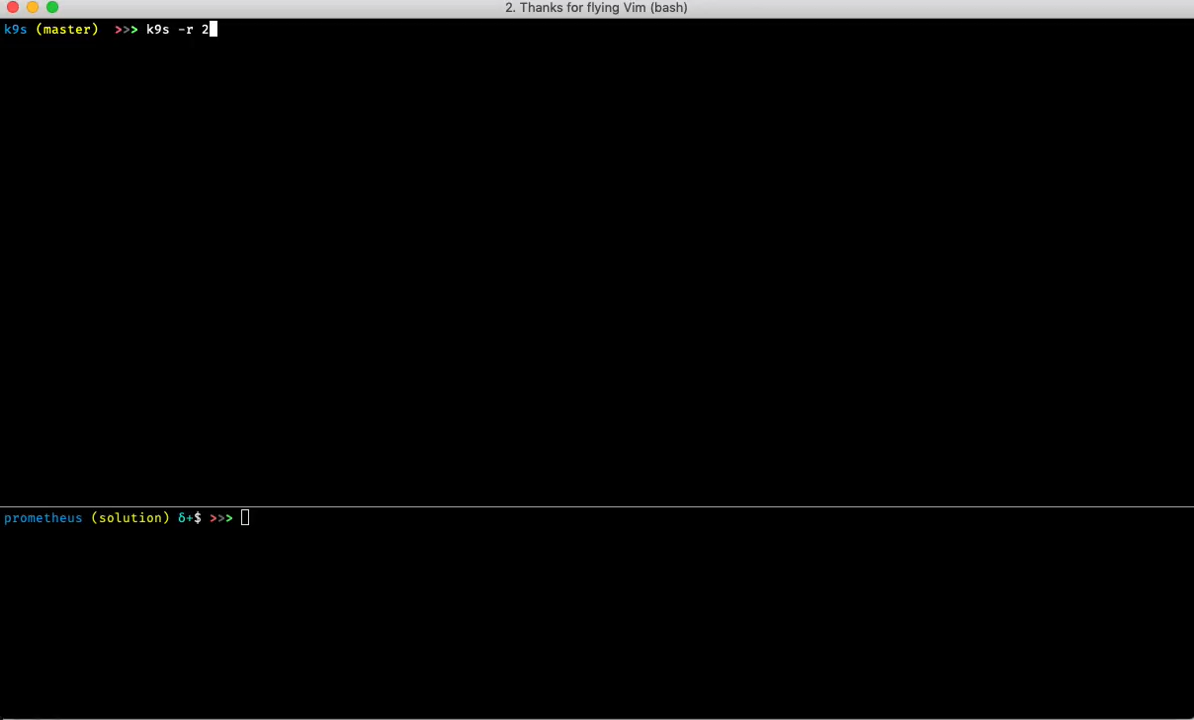 2. Thanks for flying Vim (bash)
k9s (master)  >>> k9s -r 2
prometheus (solution) δ+$ >>>